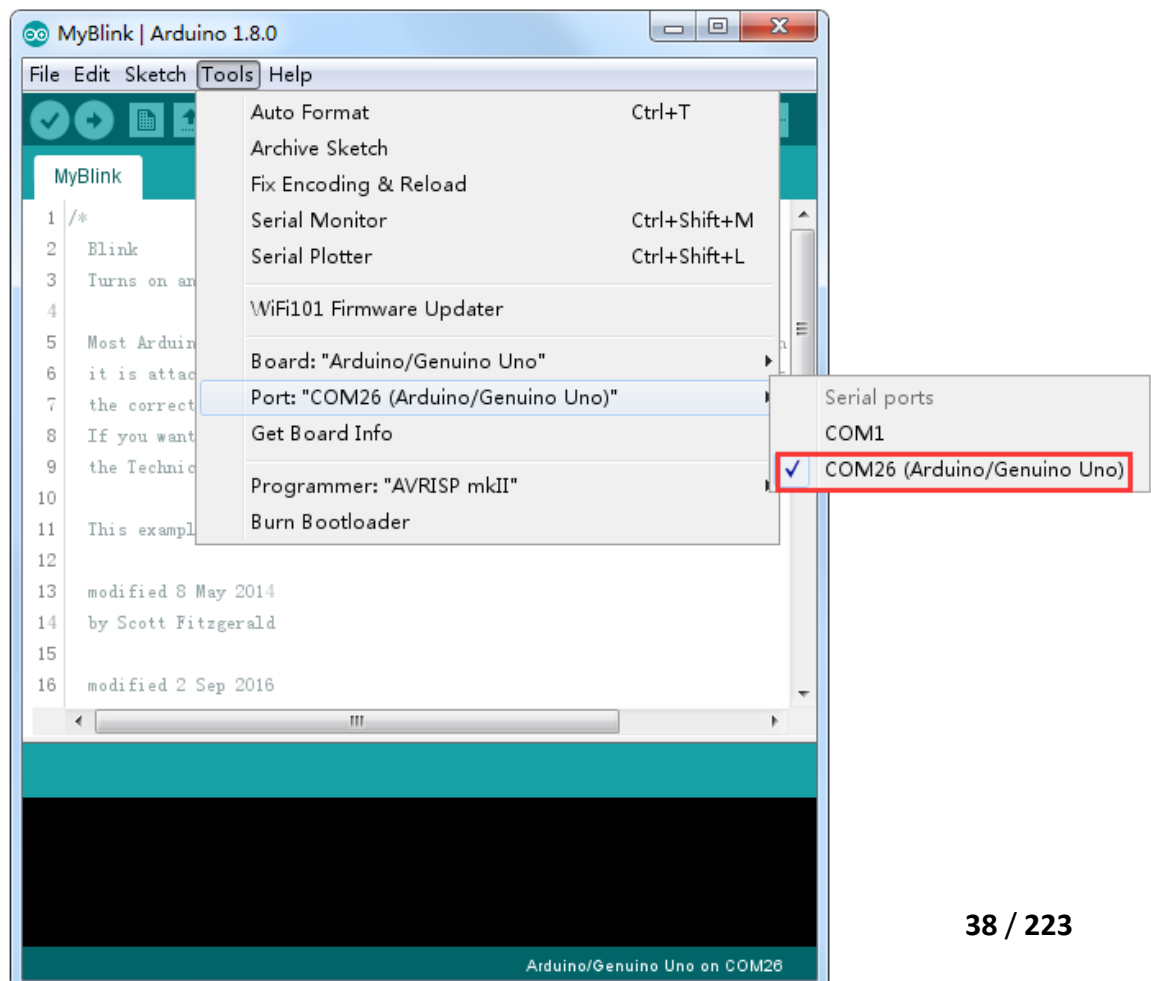 MyBlink | Arduino 1.8.0
File Edit Sketch Tools Help
Auto Format Ctrl+T
Archive Sketch
MyBlink
Fix Encoding & Reload
1 /*
Serial Monitor Ctrl+Shift+M
2 Blink
Serial Plotter Ctrl+Shift+L
3 Turns on an
4
WiFi101 Firmware Updater
5 Most Arduin
Board: "Arduino/Genuino Uno"
6 it is attac
Port: "COM26 (Arduino/Genuino Uno)"
Serial ports
7 the correct
Get Board Info
COM1
8 If you want
9 the Technic
COM26 (Arduino/Genuino Uno)
Programmer: "AVRISP mkII"
10
Burn Bootloader
11 This exampl
12
13 modified 8 May 2014
14 by Scott Fitzgerald
15
16 modified 2 Sep 2016
38 / 223
Arduino/Genuino Uno on COM26